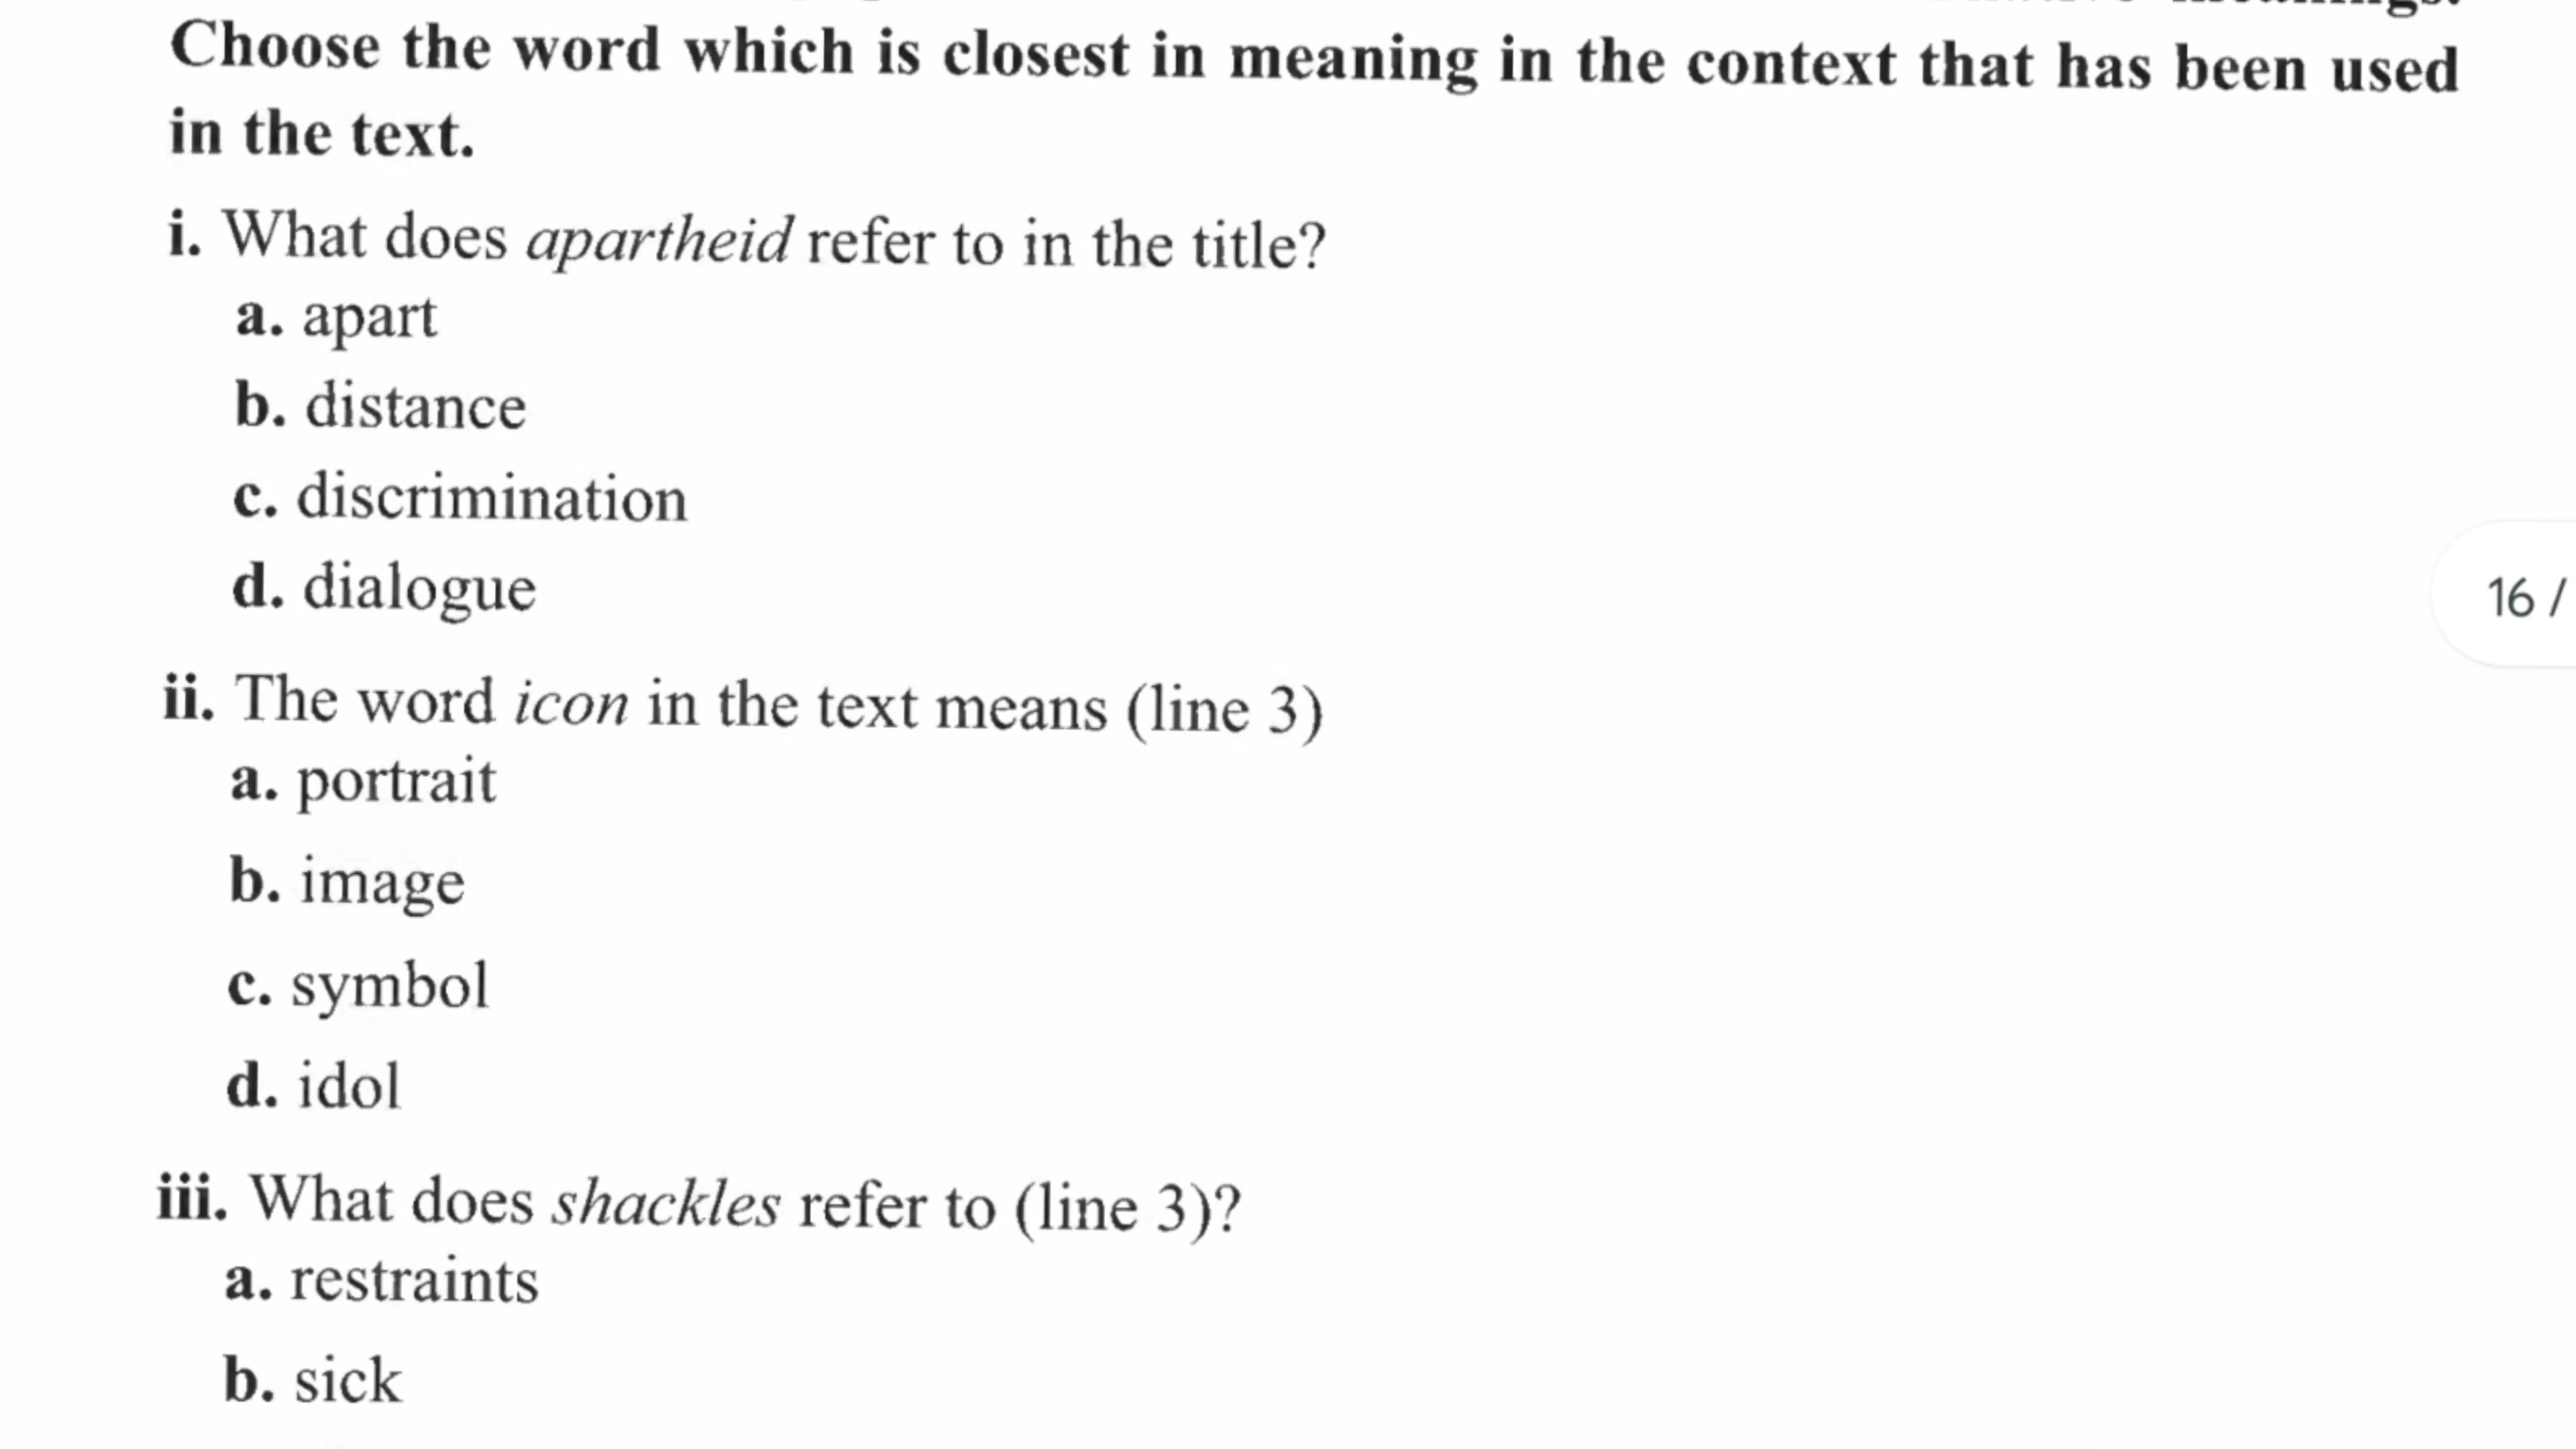 Choose the word which is closest in meaning in the context that has been used
in the text.
i. What does apartheid refer to in the title?
a. apart
b. distance
c. discrimination
d. dialogue
16 /
ii. The word icon in the text means (line 3)
a. portrait
b. image
c. symbol
d. idol
iii. What does shackles refer to (line 3)?
a. restraints
b. sick